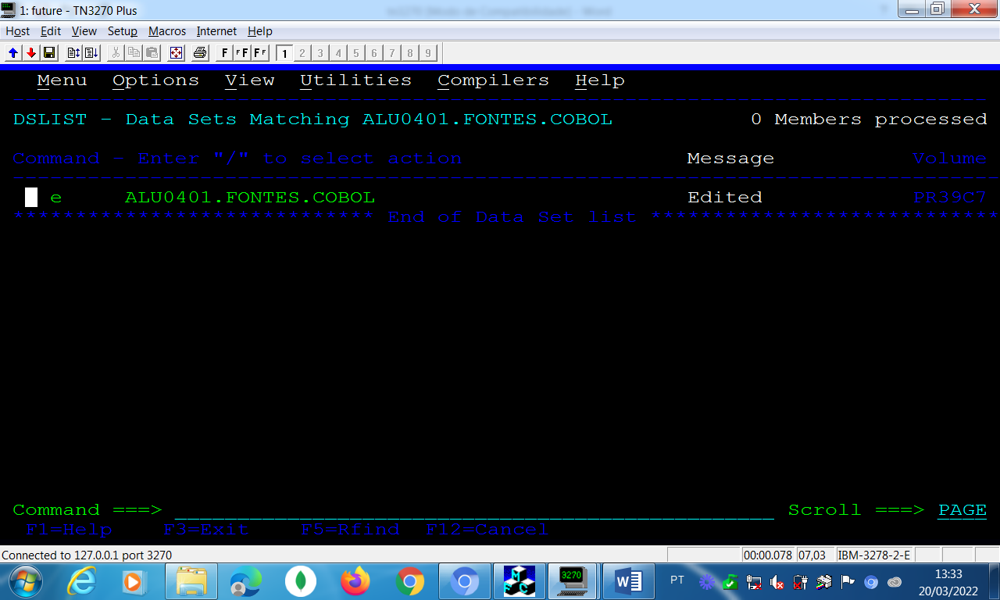 1: future - TN3270 Plus
Host Edit View Setup Macros Internet Help
F FF FF 1 2 3 4 5 6 7 8 9
Menu Options View Utilities Compilers Help
DSLIST - Data Sets Matching ALU0401.FONTES.COBOL 0 Members processed
Command - Enter "/" to select action Message Volume
e ALU0401.FONTES.COBOL Edited PR39C7
***************************** End of Data Set list ****************************
Command ===> Scroll ===> PAGE
F1=Help F3=Exit F5=Rfind F12=Cancel
Connected to 127.0.0.1 port 3270 00:00.078 07,03 IBM-3278-2-E
3270 PT 13:33
20/03/2022